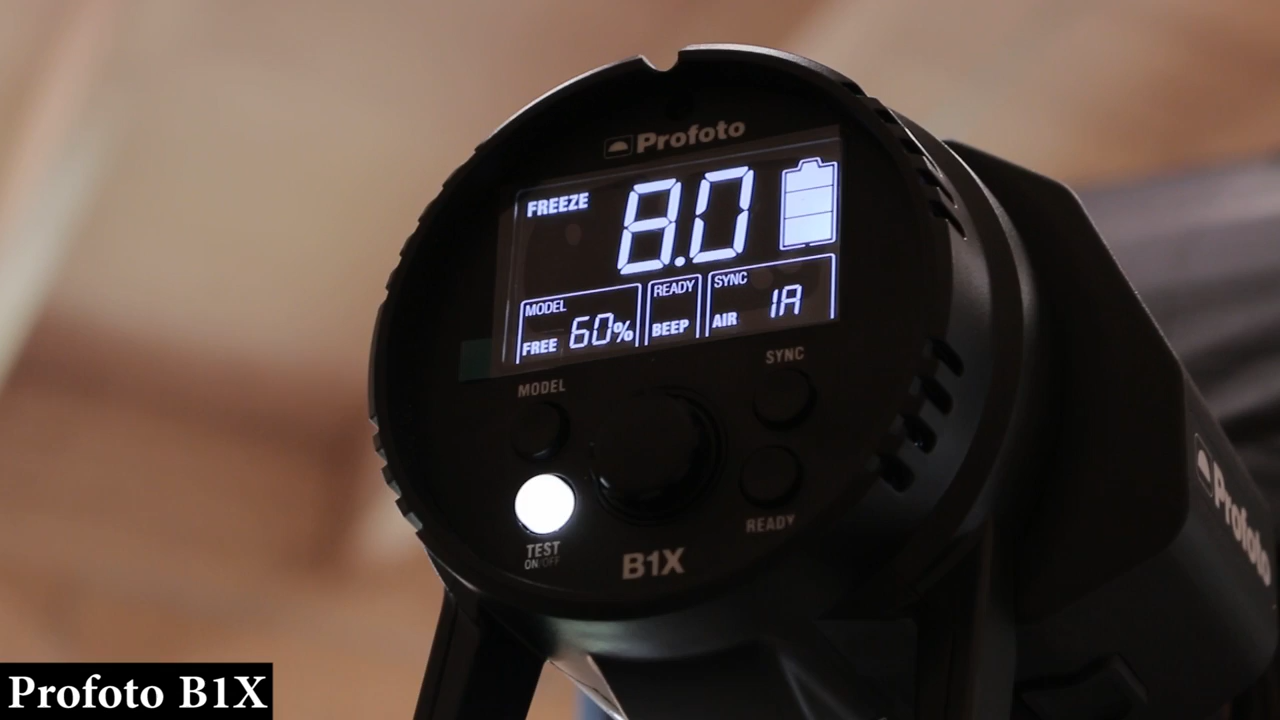 Profoto
FREEZE 8.0
MODEL READY SYNC
FREE 60% BEEP AIR 1A
MODEL SYNC
TEST READY
ON/OFF
B1X
Profoto
Profoto B1X